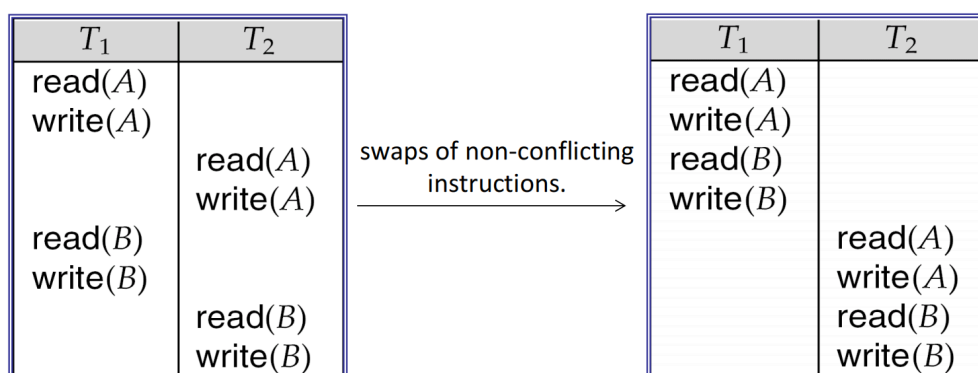 T1 T2
read(A)
write(A)
read(A)
write(A)
read(B)
write(B)
read(B)
write(B)
swaps of non-conflicting
instructions.
T1 T2
read(A)
write(A)
read(B)
write(B)
read(A)
write(A)
read(B)
write(B)